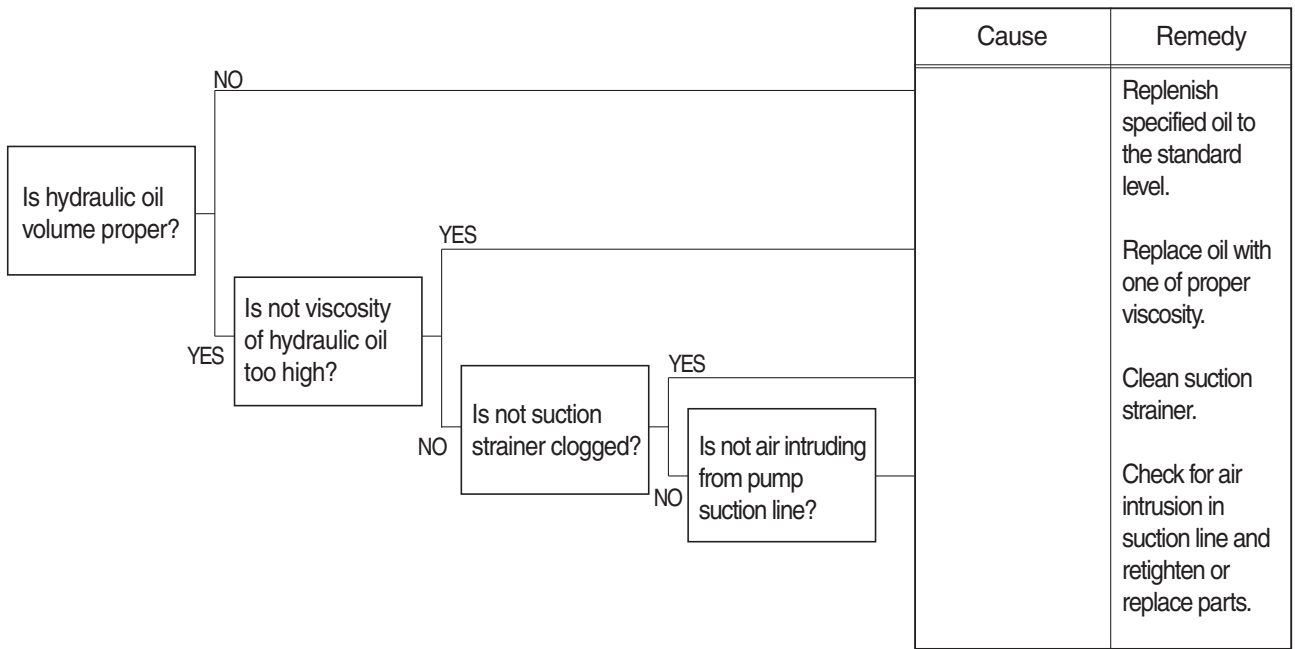 Cause
Remedy
NO
Is hydraulic oil
volume proper?
YES
Is not viscosity
of hydraulic oil
too high?
YES
NO
Is not suction
strainer clogged?
YES
NO
Is not air intruding
from pump
suction line?
Replenish
specified oil to
the standard
level.
Replace oil with
one of proper
viscosity.
Clean suction
strainer.
Check for air
intrusion in
suction line and
retighten or
replace parts.